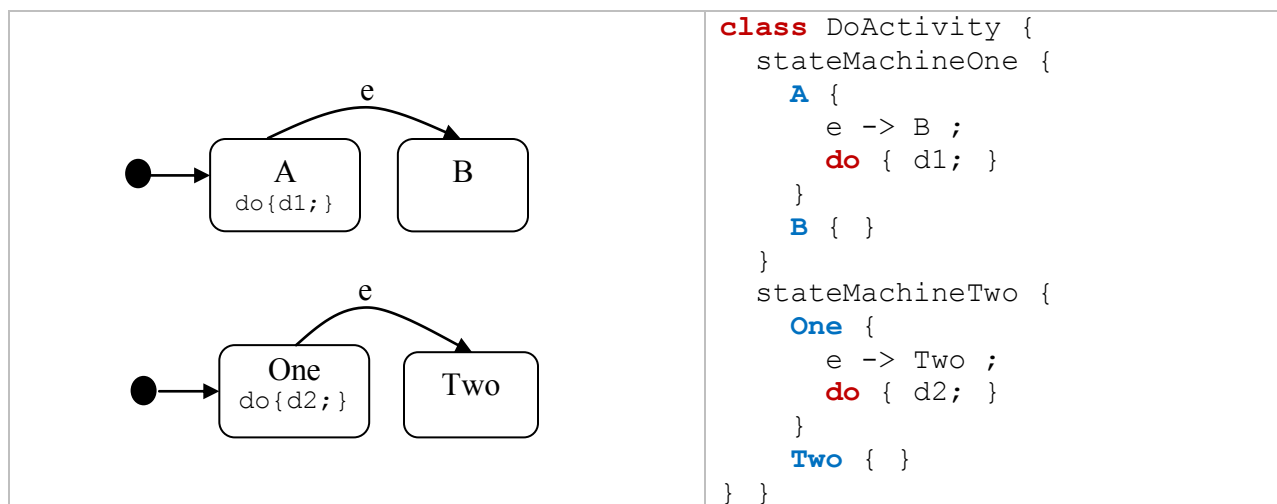 e
A
do{d1;}
B
e
One
do{d2;}
Two
class DoActivity {
stateMachineOne {
A {
e -> B ;
do { d1; }
}
B { }
}
stateMachineTwo {
One {
e -> Two ;
do { d2; }
}
Two { }
} }